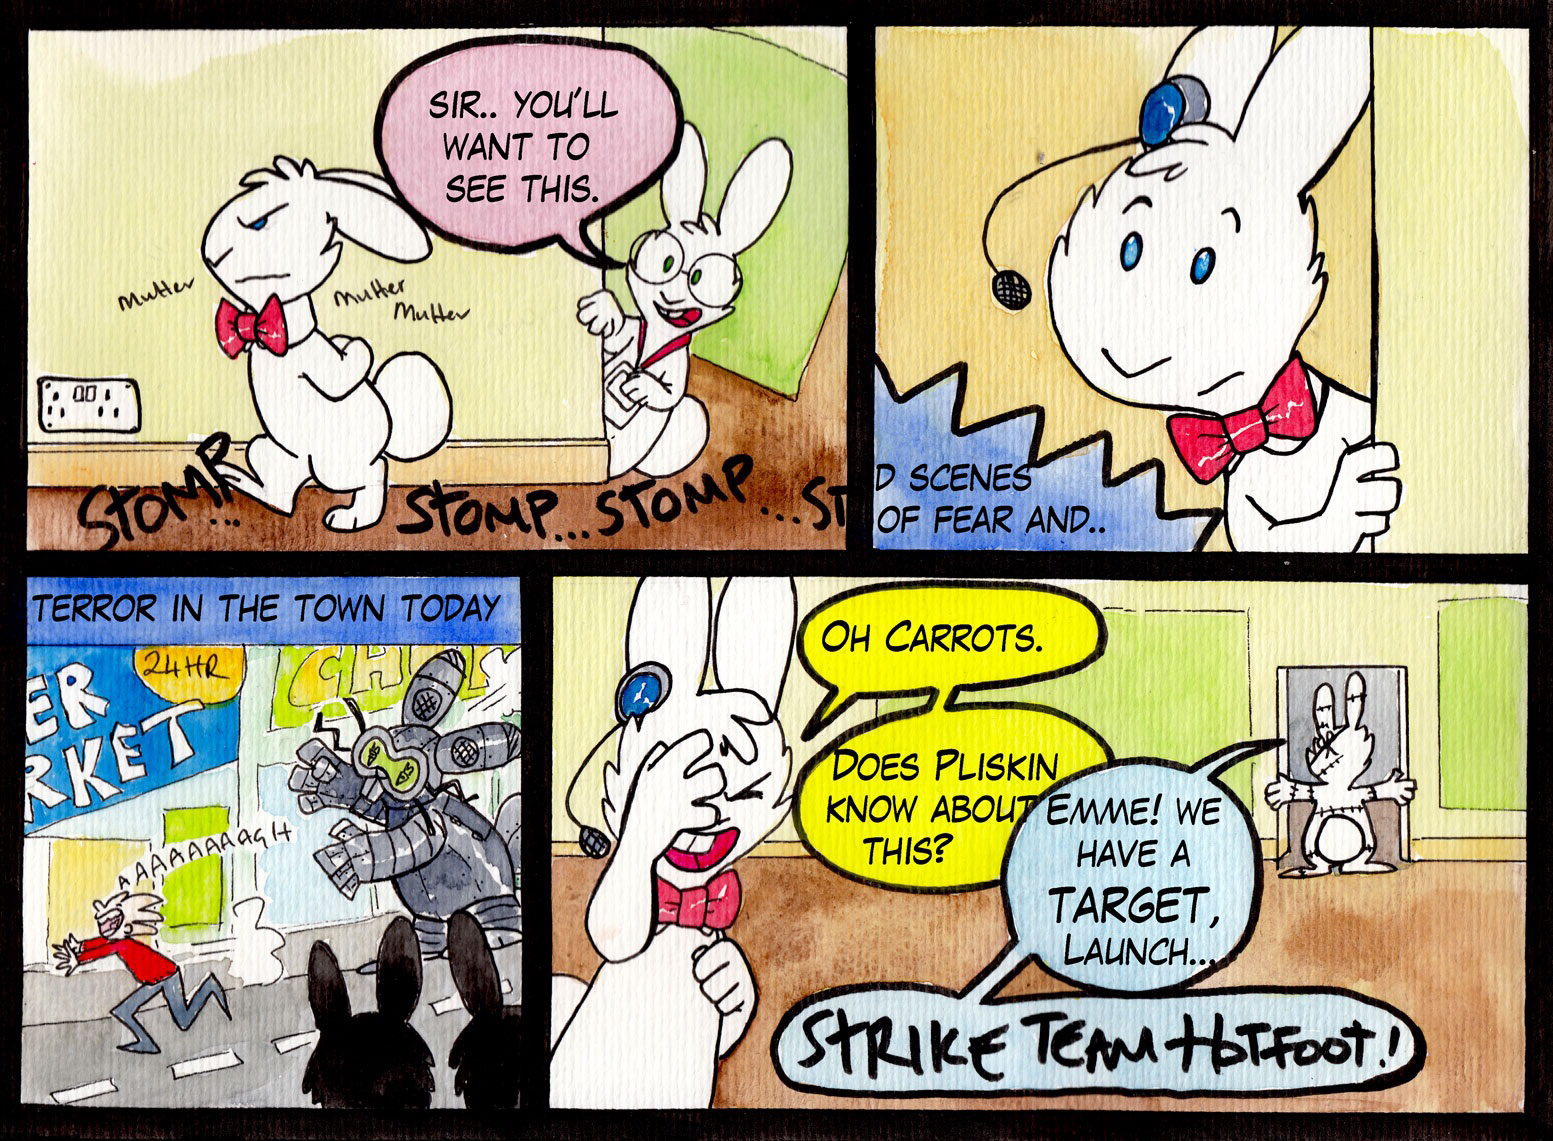 SIR.. YOU'LL
WANT TO
SEE THIS.
Mutter
Mutter
Mutter
STOMP...
STOMP...STOMP...ST
D SCENES
OF FEAR AND..
TERROR IN THE TOWN TODAY
24HR
ER
RKET
CH
AAAAAAAAGH
OH CARROTS.
DOES PLISKIN
KNOW ABOUT
THIS?
EMME! WE
HAVE A
TARGET,
LAUNCH...
STRIKE TEAM HOTFOOT!